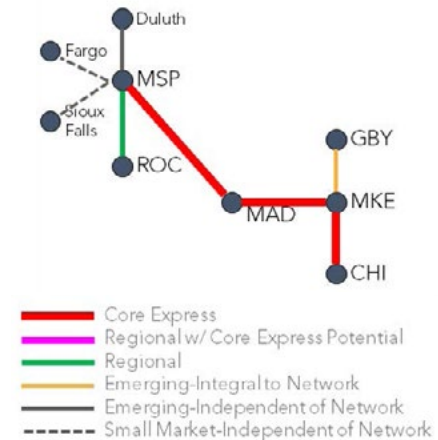 Duluth
Fargo
MSP
Sioux
Falls
ROC
GBY
MAD
MKE
CHI
Core Express
Regional w/ Core Express Potential
Regional
Emerging-Integral to Network
Emerging-Independent of Network
Small Market-Independent of Network